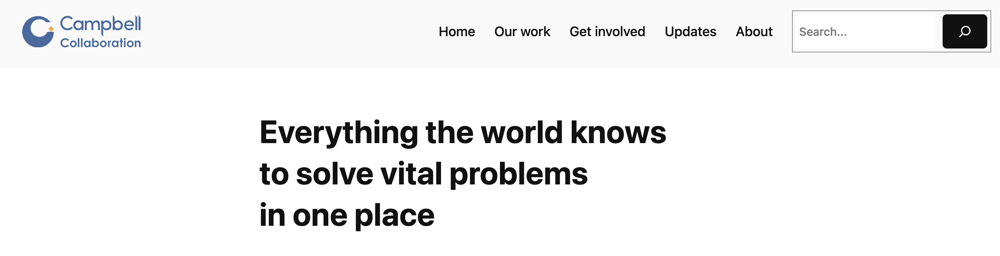 Campbell
Collaboration
Home Our work Get involved Updates About Search...
Everything the world knows
to solve vital problems
in one place